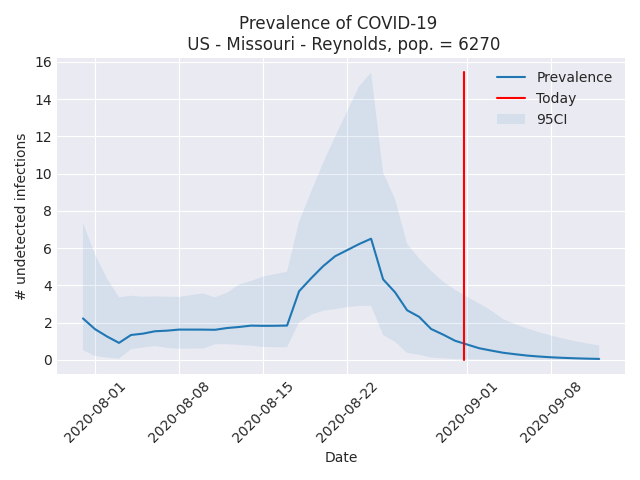 Prevalence of COVID-19
US - Missouri - Reynolds, pop. = 6270
# undetected infections
16
14
12
10
8
6
4
2
0
Prevalence
Today
95CI
2020-08-01
2020-08-08
2020-08-15
2020-08-22
2020-09-01
2020-09-08
Date